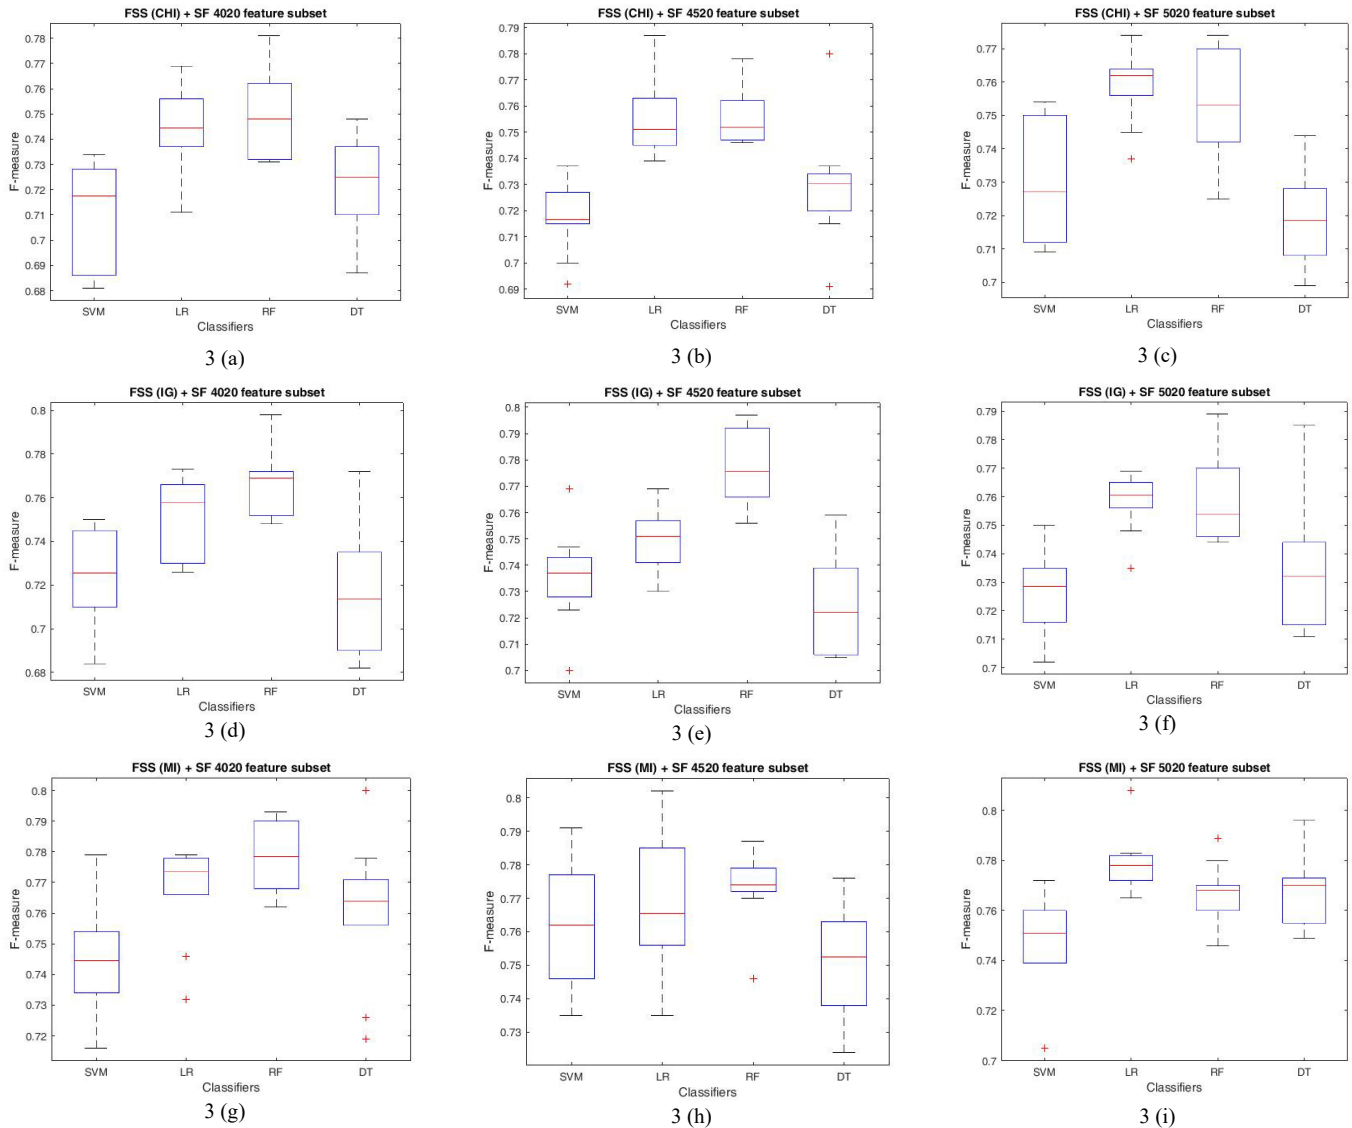 FSS (CHI) + SF 4020 feature subset
0.78
0.77
0.76
0.75
0.74
0.73
0.72
0.71
0.7
0.69
0.68
F-measure
SVM LR RF DT
Classifiers
3 (a)
FSS (CHI) + SF 4520 feature subset
0.79
0.78
0.77
0.76
0.75
0.74
0.73
0.72
0.71
0.7
0.69
F-measure
SVM LR RF DT
Classifiers
3 (b)
FSS (CHI) + SF 5020 feature subset
0.77
0.76
0.75
0.74
0.73
0.72
0.71
0.7
F-measure
SVM LR RF DT
Classifiers
3 (c)
FSS (IG) + SF 4020 feature subset
0.8
0.78
0.76
0.74
0.72
0.7
0.68
F-measure
SVM LR RF DT
Classifiers
3 (d)
FSS (IG) + SF 4520 feature subset
0.8
0.79
0.78
0.77
0.76
0.75
0.74
0.73
0.72
0.71
0.7
F-measure
SVM LR RF DT
Classifiers
3 (e)
FSS (IG) + SF 5020 feature subset
0.79
0.78
0.77
0.76
0.75
0.74
0.73
0.72
0.71
0.7
F-measure
SVM LR RF DT
Classifiers
3 (f)
FSS (MI) + SF 4020 feature subset
0.8
0.79
0.78
0.77
0.76
0.75
0.74
0.73
0.72
F-measure
SVM LR RF DT
Classifiers
3 (g)
FSS (MI) + SF 4520 feature subset
0.8
0.79
0.78
0.77
0.76
0.75
0.74
0.73
F-measure
SVM LR RF DT
Classifiers
3 (h)
FSS (MI) + SF 5020 feature subset
0.8
0.78
0.76
0.74
0.72
0.7
F-measure
SVM LR RF DT
Classifiers
3 (i)